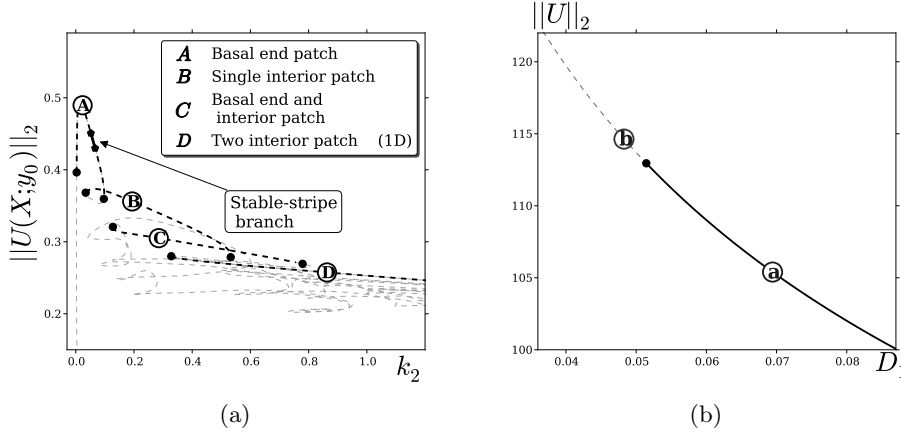 ||U(X;y₀)||₂
0.5
0.4
0.3
0.2
0.0
0.2
0.4
0.6
0.8
1.0
k₂
A Basal end patch
B Single interior patch
C Basal end and
interior patch
D Two interior patch (1D)
A
B
C
D
Stable-stripe
branch
(a)
||U||₂
120
115
110
105
100
0.04
0.05
0.06
0.07
0.08
b
a
(b)